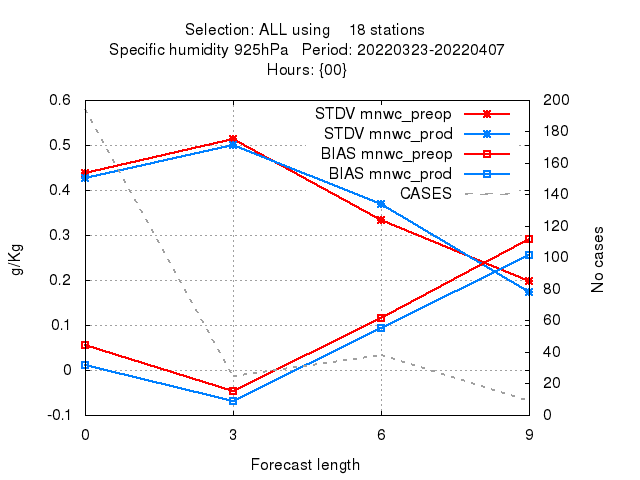 Selection: ALL using    18 stations
Specific humidity 925hPa   Period: 20220323-20220407
Hours: {00}
0.6
0.5
0.4
0.3
0.2
0.1
0
-0.1
g/Kg
STDV mnwc_preop
STDV mnwc_prod
BIAS mnwc_preop
BIAS mnwc_prod
CASES
200
180
160
140
120
100
80
60
40
20
0
No cases
0 3 6 9
Forecast length